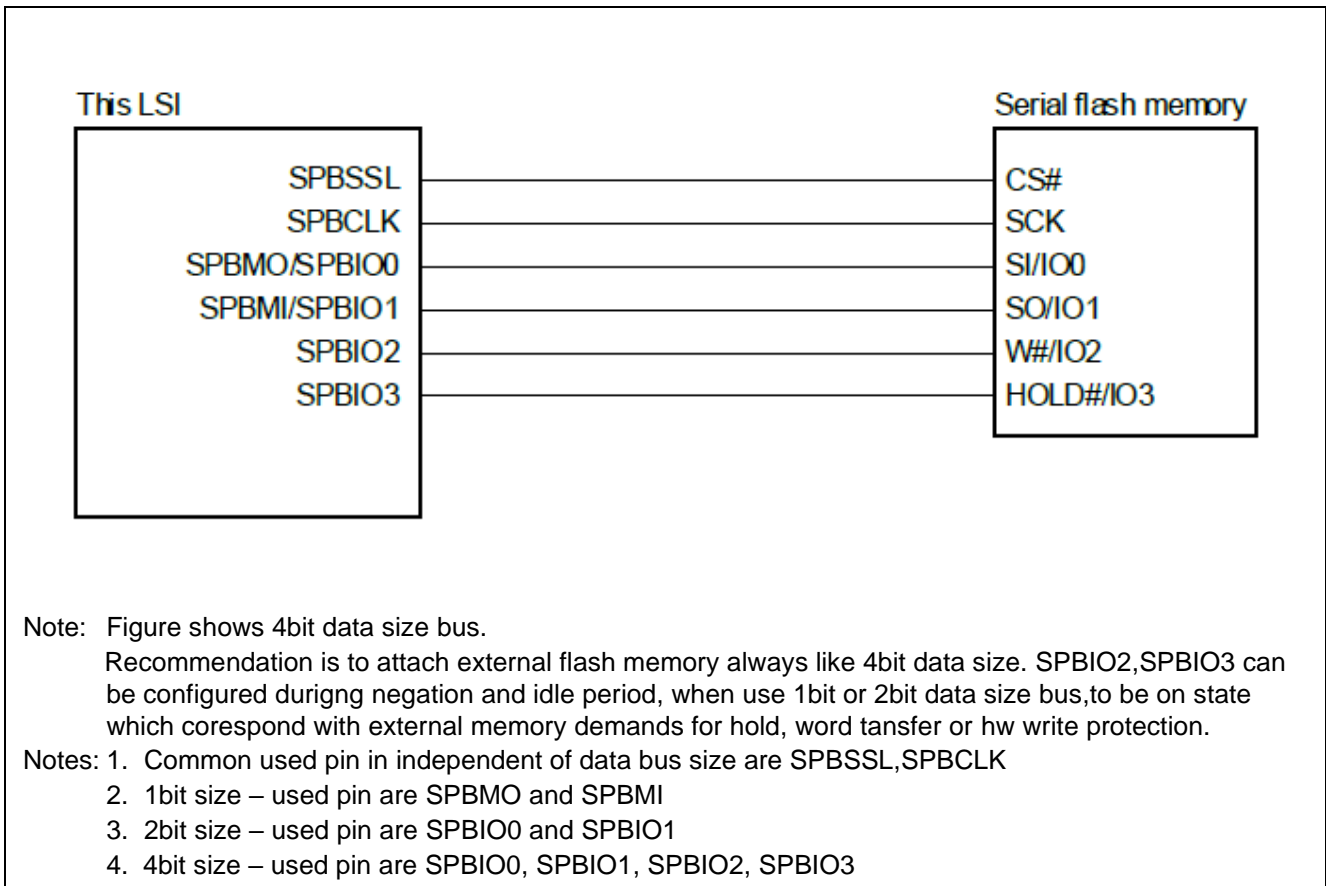 This LSI
Serial flash memory
SPBSSL
CS#
SPBCLK
SCK
SPBMO/SPBIO0
SI/IO0
SPBMI/SPBIO1
SO/IO1
SPBIO2
W#/IO2
SPBIO3
HOLD#/IO3
Note: Figure shows 4bit data size bus.
Recommendation is to attach external flash memory always like 4bit data size. SPBIO2,SPBIO3 can
be configured durigng negation and idle period, when use 1bit or 2bit data size bus,to be on state
which corespond with external memory demands for hold, word tansfer or hw write protection.
Notes: 1. Common used pin in independent of data bus size are SPBSSL,SPBCLK
2. 1bit size – used pin are SPBMO and SPBMI
3. 2bit size – used pin are SPBIO0 and SPBIO1
4. 4bit size – used pin are SPBIO0, SPBIO1, SPBIO2, SPBIO3